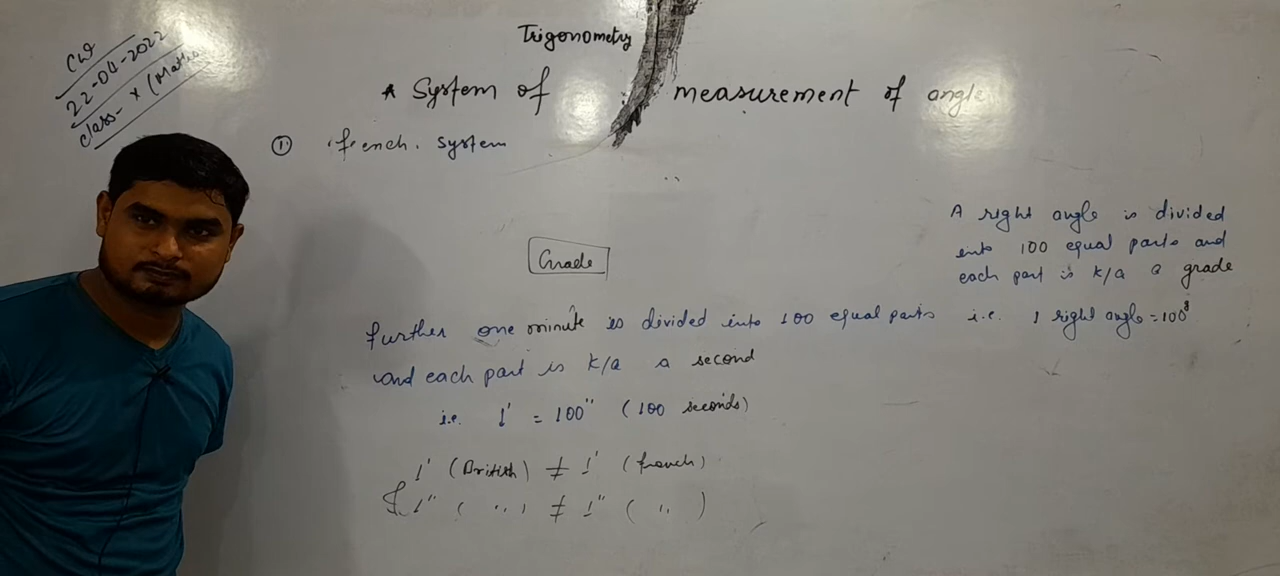 CW
22-04-2022
Class- X (Maths
Trigonometry
System of measurement of angle
① french. system
Grade
A right angle is divided
into 100 equal parts and
each part is k/a a grade
i.e. 1 right angle = 100g
further one minute is divided into 100 equal parts
and each part is k/a a second
i.e. 1' = 100" (100 seconds)
1' (British) ≠ 1' (french)
& 1" ( ,, ) ≠ 1" ( ,, )